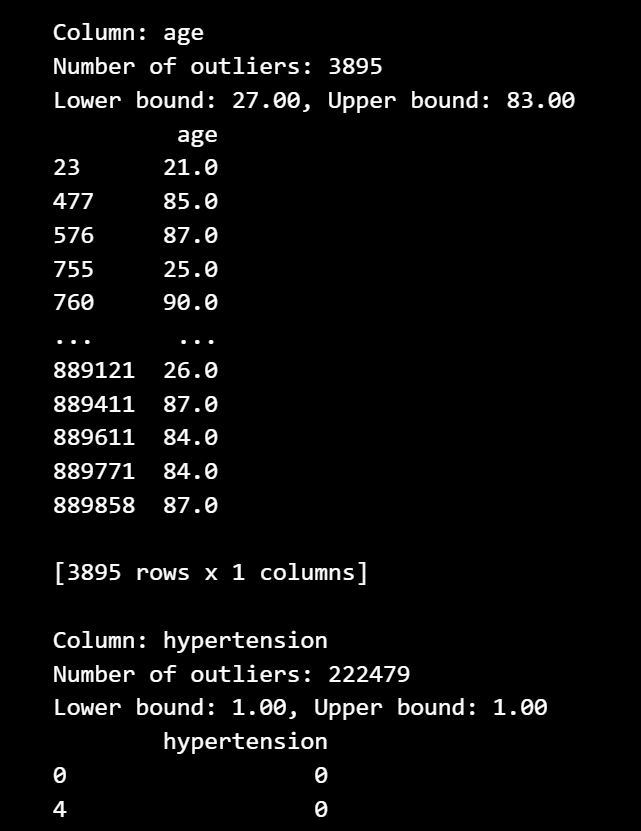 Column: age
Number of outliers: 3895
Lower bound: 27.00, Upper bound: 83.00
age
23 21.0
477 85.0
576 87.0
755 25.0
760 90.0
... ...
889121 26.0
889411 87.0
889611 84.0
889771 84.0
889858 87.0
[3895 rows x 1 columns]
Column: hypertension
Number of outliers: 222479
Lower bound: 1.00, Upper bound: 1.00
hypertension
0 0
4 0